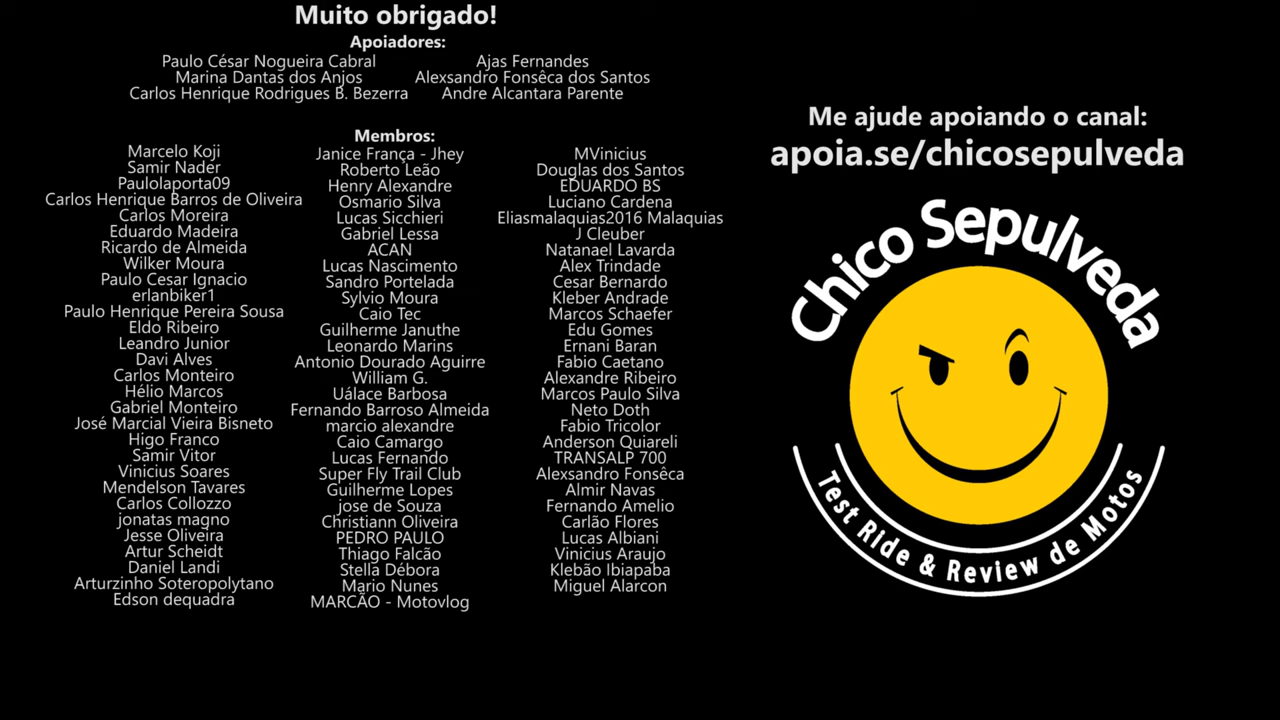 Muito obrigado!
Apoiadores:
Paulo César Nogueira Cabral
Marina Dantas dos Anjos
Carlos Henrique Rodrigues B. Bezerra
Ajas Fernandes
Alexsandro Fonsêca dos Santos
Andre Alcantara Parente
Membros:
Marcelo Koji
Samir Nader
Paulolaporta09
Carlos Henrique Barros de Oliveira
Carlos Moreira
Eduardo Madeira
Ricardo de Almeida
Wilker Moura
Paulo Cesar Ignacio
erlanbiker1
Paulo Henrique Pereira Sousa
Eldo Ribeiro
Leandro Junior
Davi Alves
Carlos Monteiro
Hélio Marcos
Gabriel Monteiro
José Marcial Vieira Bisneto
Higo Franco
Samir Vitor
Vinicius Soares
Mendelson Tavares
Carlos Collozzo
jonatas magno
Jesse Oliveira
Artur Scheidt
Daniel Landi
Arturzinho Soteropolytano
Edson dequadra
Janice França - Jhey
Roberto Leão
Henry Alexandre
Osmario Silva
Lucas Sicchieri
Gabriel Lessa
ACAN
Lucas Nascimento
Sandro Portelada
Sylvio Moura
Caio Tec
Guilherme Januthe
Leonardo Marins
Antonio Dourado Aguirre
William G.
Uálace Barbosa
Fernando Barroso Almeida
marcio alexandre
Caio Camargo
Lucas Fernando
Super Fly Trail Club
Guilherme Lopes
jose de Souza
Christiann Oliveira
PEDRO PAULO
Thiago Falcão
Stella Débora
Mario Nunes
MARCÃO - Motovlog
MVinicius
Douglas dos Santos
EDUARDO BS
Luciano Cardena
Eliasmalaquias2016 Malaquias
J Cleuber
Natanael Lavarda
Alex Trindade
Cesar Bernardo
Kleber Andrade
Marcos Schaefer
Edu Gomes
Ernani Baran
Fabio Caetano
Alexandre Ribeiro
Marcos Paulo Silva
Neto Doth
Fabio Tricolor
Anderson Quiareli
TRANSALP 700
Alexsandro Fonsêca
Almir Navas
Fernando Amelio
Carlão Flores
Lucas Albiani
Vinicius Araujo
Klebão Ibiapaba
Miguel Alarcon
Me ajude apoiando o canal:
apoia.se/chicosepulveda
Chico Sepulveda
Test Ride & Review de Motos